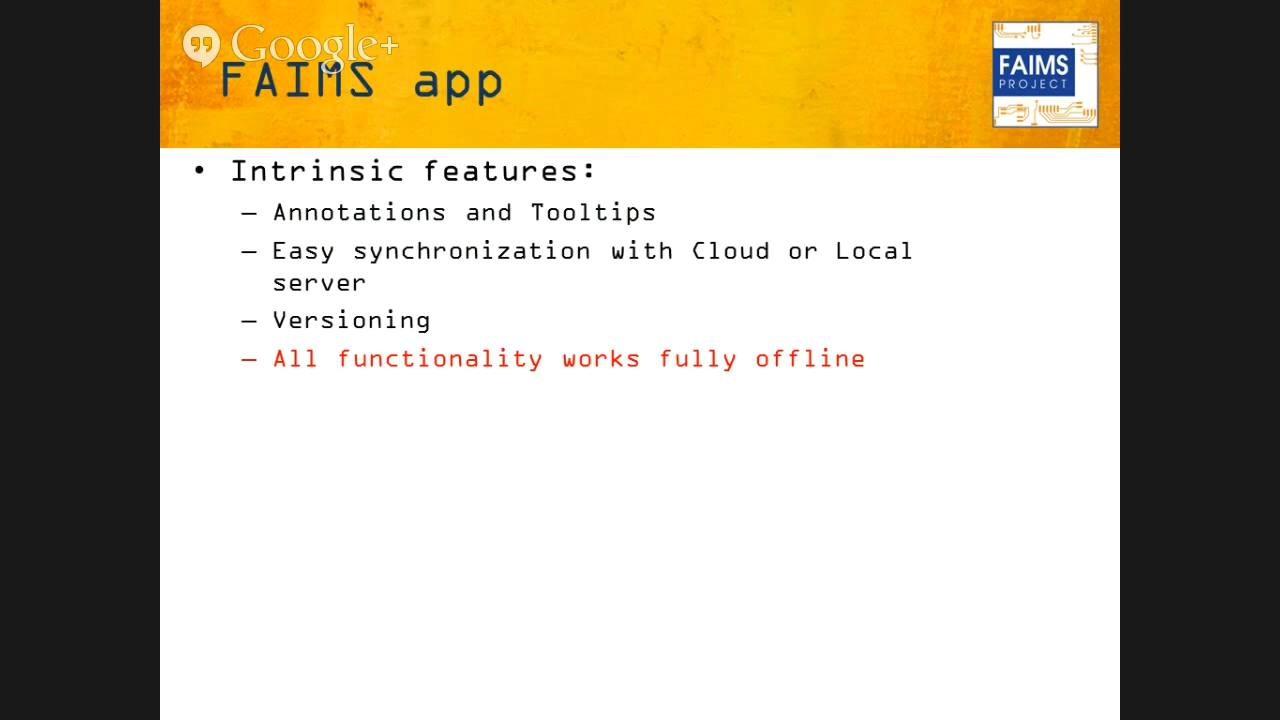 Google+
FAIMS app
FAIMS
PROJECT
• Intrinsic features:
– Annotations and Tooltips
– Easy synchronization with Cloud or Local
server
– Versioning
– All functionality works fully offline